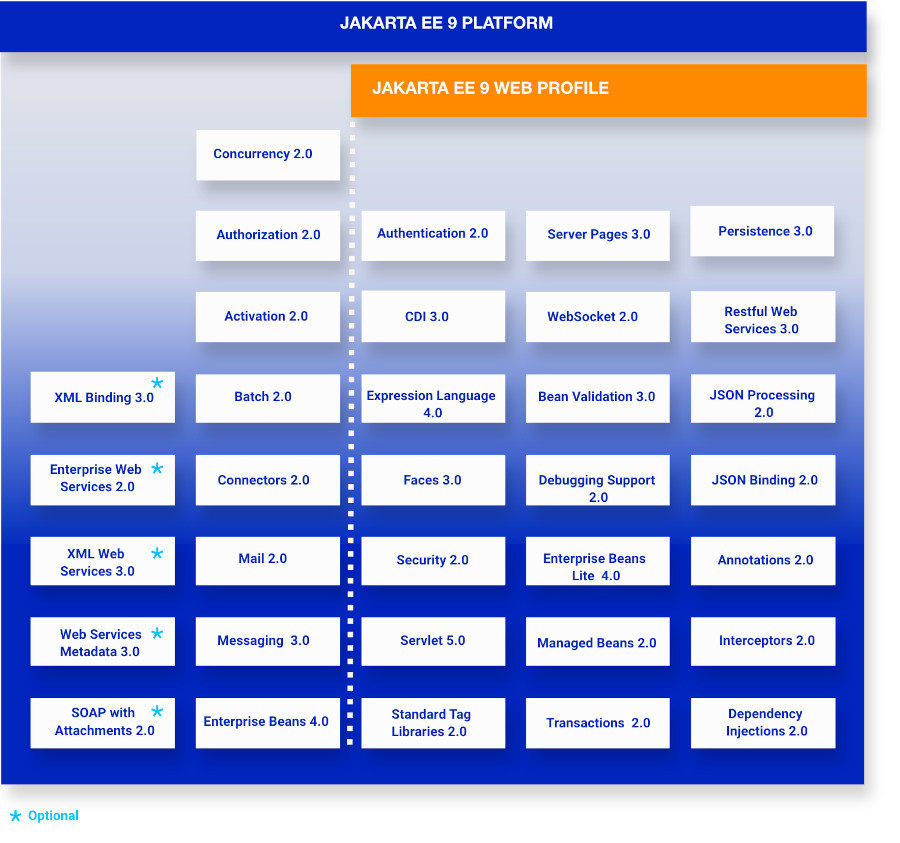 JAKARTA EE 9 PLATFORM
JAKARTA EE 9 WEB PROFILE
Concurrency 2.0
Authorization 2.0
Authentication 2.0
Server Pages 3.0
Persistence 3.0
Activation 2.0
CDI 3.0
WebSocket 2.0
Restful Web
Services 3.0
XML Binding 3.0
*
Batch 2.0
Expression Language
4.0
Bean Validation 3.0
JSON Processing
2.0
Enterprise Web
Services 2.0
*
Connectors 2.0
Faces 3.0
Debugging Support
2.0
JSON Binding 2.0
XML Web
Services 3.0
*
Mail 2.0
Security 2.0
Enterprise Beans
Lite 4.0
Annotations 2.0
Web Services
Metadata 3.0
*
Messaging 3.0
Servlet 5.0
Managed Beans 2.0
Interceptors 2.0
SOAP with
Attachments 2.0
*
Enterprise Beans 4.0
Standard Tag
Libraries 2.0
Transactions 2.0
Dependency
Injections 2.0
* Optional